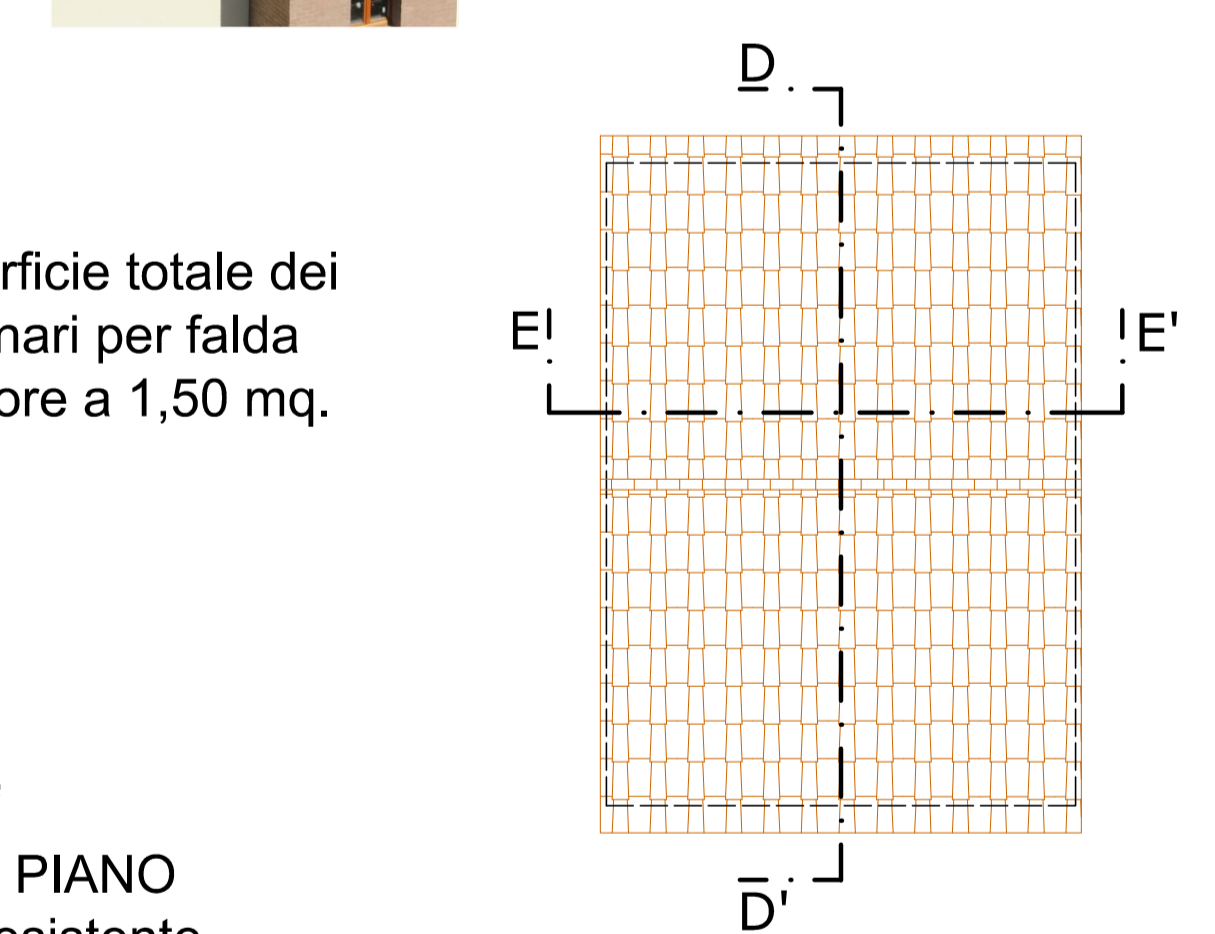 D
rficie totale dei
nari per falda
ore a 1,50 mq.
E E'
PIANO
D'